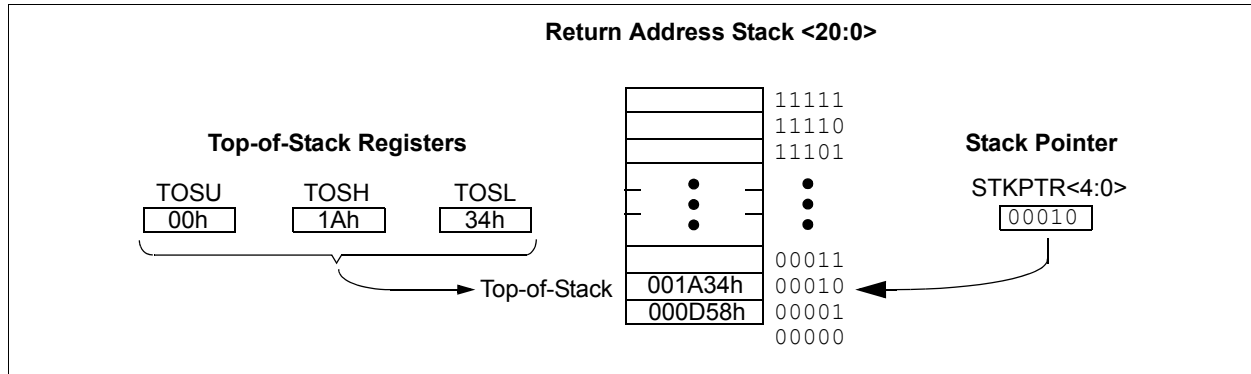 Return Address Stack <20:0>
11111
11110
11101
Top-of-Stack Registers
Stack Pointer
TOSU TOSH TOSL
STKPTR<4:0>
00h 1Ah 34h
00010
00011
Top-of-Stack 001A34h 00010
000D58h 00001
00000